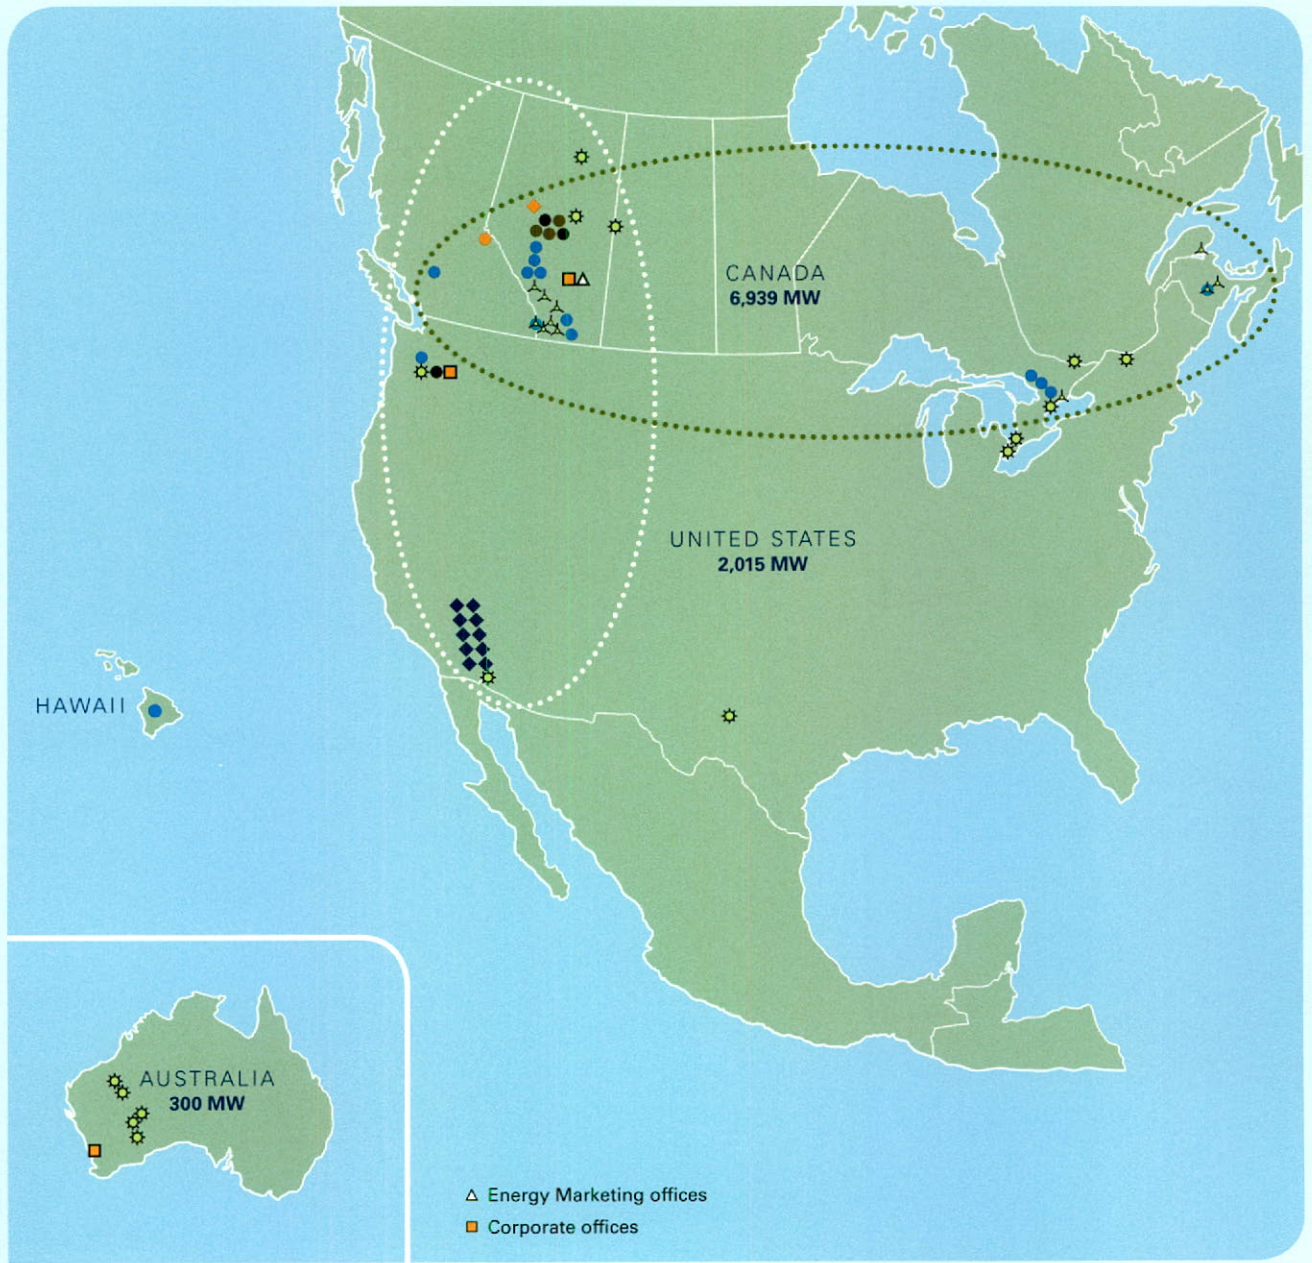 CANADA
6,939 MW
UNITED STATES
2,015 MW
HAWAII
AUSTRALIA
300 MW
Energy Marketing offices
Corporate offices